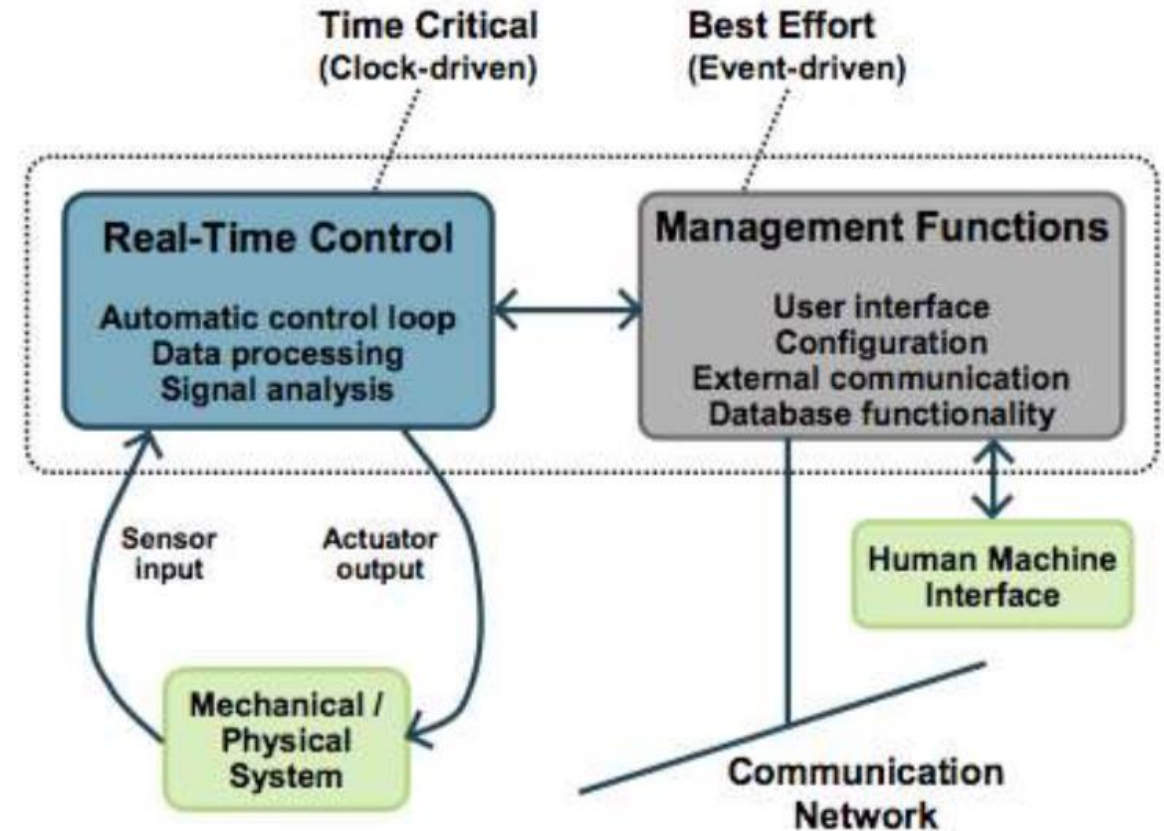 Time Critical
(Clock-driven)
Best Effort
(Event-driven)
Real-Time Control
Automatic control loop
Data processing
Signal analysis
Management Functions
User interface
Configuration
External communication
Database functionality
Sensor
input
Actuator
output
Human Machine
Interface
Mechanical /
Physical
System
Communication
Network